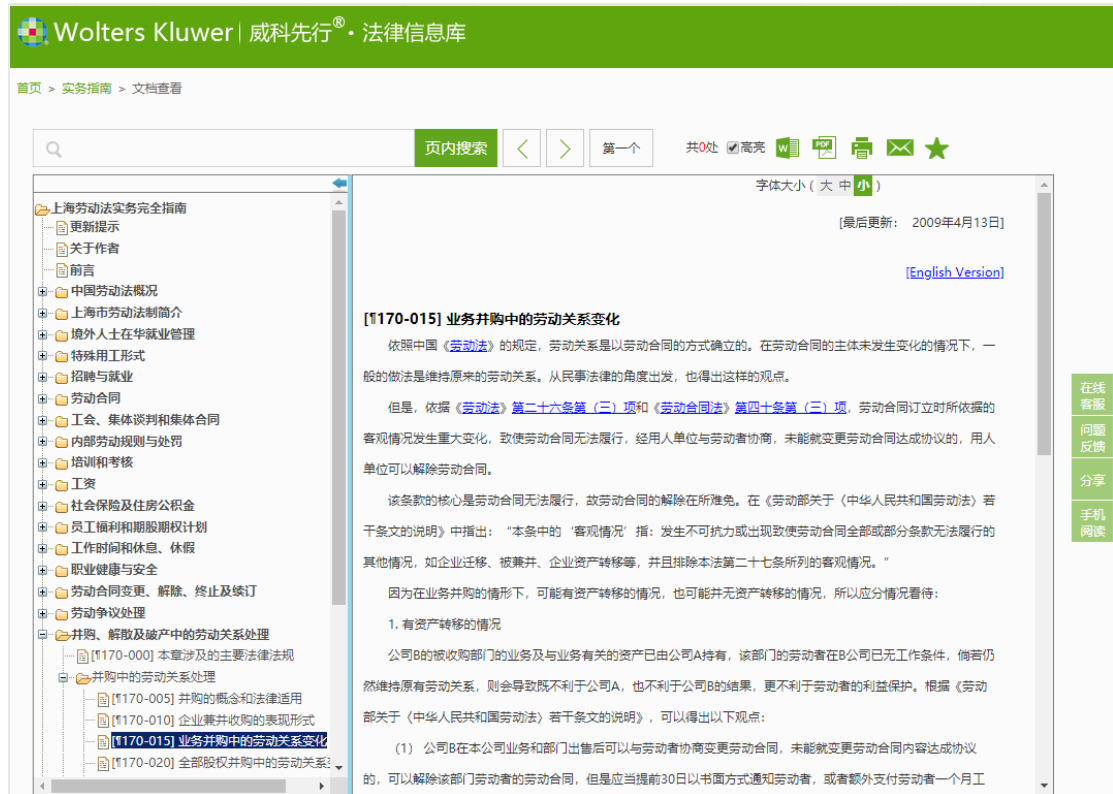 Wolters Kluwer | 威科先行®·法律信息库
首页 > 实务指南 > 文档查看
页内搜索
第一个
共0处
高亮
上海劳动法实务完全指南
更新提示
关于作者
前言
中国劳动法概况
上海市劳动法制简介
境外人士在华就业管理
特殊用工形式
招聘与就业
劳动合同
工会、集体谈判和集体合同
内部劳动规则与处罚
培训和考核
工资
社会保险及住房公积金
员工福利和期股期权计划
工作时间和休息、休假
职业健康与安全
劳动合同变更、解除、终止及续订
劳动争议处理
并购、解散及破产中的劳动关系处理
[¶170-000] 本章涉及的主要法律法规
并购中的劳动关系处理
[¶170-005] 并购的概念和法律适用
[¶170-010] 企业兼并收购的表现形式
[¶170-015] 业务并购中的劳动关系变化
[¶170-020] 全部股权并购中的劳动关系
字体大小 ( 大 中 小 )
[最后更新： 2009年4月13日]
[English Version]
[¶170-015] 业务并购中的劳动关系变化
依照中国《劳动法》的规定，劳动关系是以劳动合同的方式确立的。在劳动合同的主体未发生变化的情况下，一
般的做法是维持原来的劳动关系。从民事法律的角度出发，也得出这样的观点。
但是，依据《劳动法》第二十六条第（三）项和《劳动合同法》第四十条第（三）项，劳动合同订立时所依据的
客观情况发生重大变化，致使劳动合同无法履行，经用人单位与劳动者协商，未能就变更劳动合同达成协议的，用人
单位可以解除劳动合同。
该条款的核心是劳动合同无法履行，故劳动合同的解除在所难免。在《劳动部关于〈中华人民共和国劳动法〉若
干条文的说明》中指出：“本条中的‘客观情况’指：发生不可抗力或出现致使劳动合同全部或部分条款无法履行的
其他情况，如企业迁移、被兼并、企业资产转移等，并且排除本法第二十七条所列的客观情况。”
因为在业务并购的情形下，可能有资产转移的情况，也可能并无资产转移的情况，所以应分情况看待：
1. 有资产转移的情况
公司B的被收购部门的业务及与业务有关的资产已由公司A持有，该部门的劳动者在B公司已无工作条件，倘若仍
然维持原有劳动关系，则会导致既不利于公司A，也不利于公司B的结果，更不利于劳动者的利益保护。根据《劳动
部关于〈中华人民共和国劳动法〉若干条文的说明》，可以得出以下观点：
（1） 公司B在本公司业务和部门出售后可以与劳动者协商变更劳动合同，未能就变更劳动合同内容达成协议
的，可以解除该部门劳动者的劳动合同，但是应当提前30日以书面方式通知劳动者，或者额外支付劳动者一个月工
在线
客服
问题
反馈
分享
手机
阅读